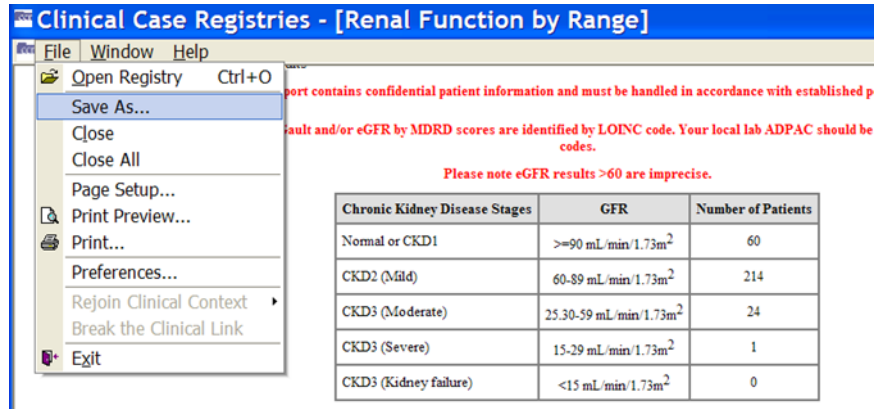 Clinical Case Registries - [Renal Function by Range]
File Window Help
Open Registry Ctrl+O
Save As...
Close
Close All
Page Setup...
Print Preview...
Print...
Preferences...
Rejoin Clinical Context
Break the Clinical Link
Exit
port contains confidential patient information and must be handled in accordance with established p
ault and/or eGFR by MDRD scores are identified by LOINC code. Your local lab ADPAC should be
codes.
Please note eGFR results >60 are imprecise.
Chronic Kidney Disease Stages GFR Number of Patients
Normal or CKD1 >=90 mL/min/1.73m2 60
CKD2 (Mild) 60-89 mL/min/1.73m2 214
CKD3 (Moderate) 25.30-59 mL/min/1.73m2 24
CKD3 (Severe) 15-29 mL/min/1.73m2 1
CKD3 (Kidney failure) <15 mL/min/1.73m2 0